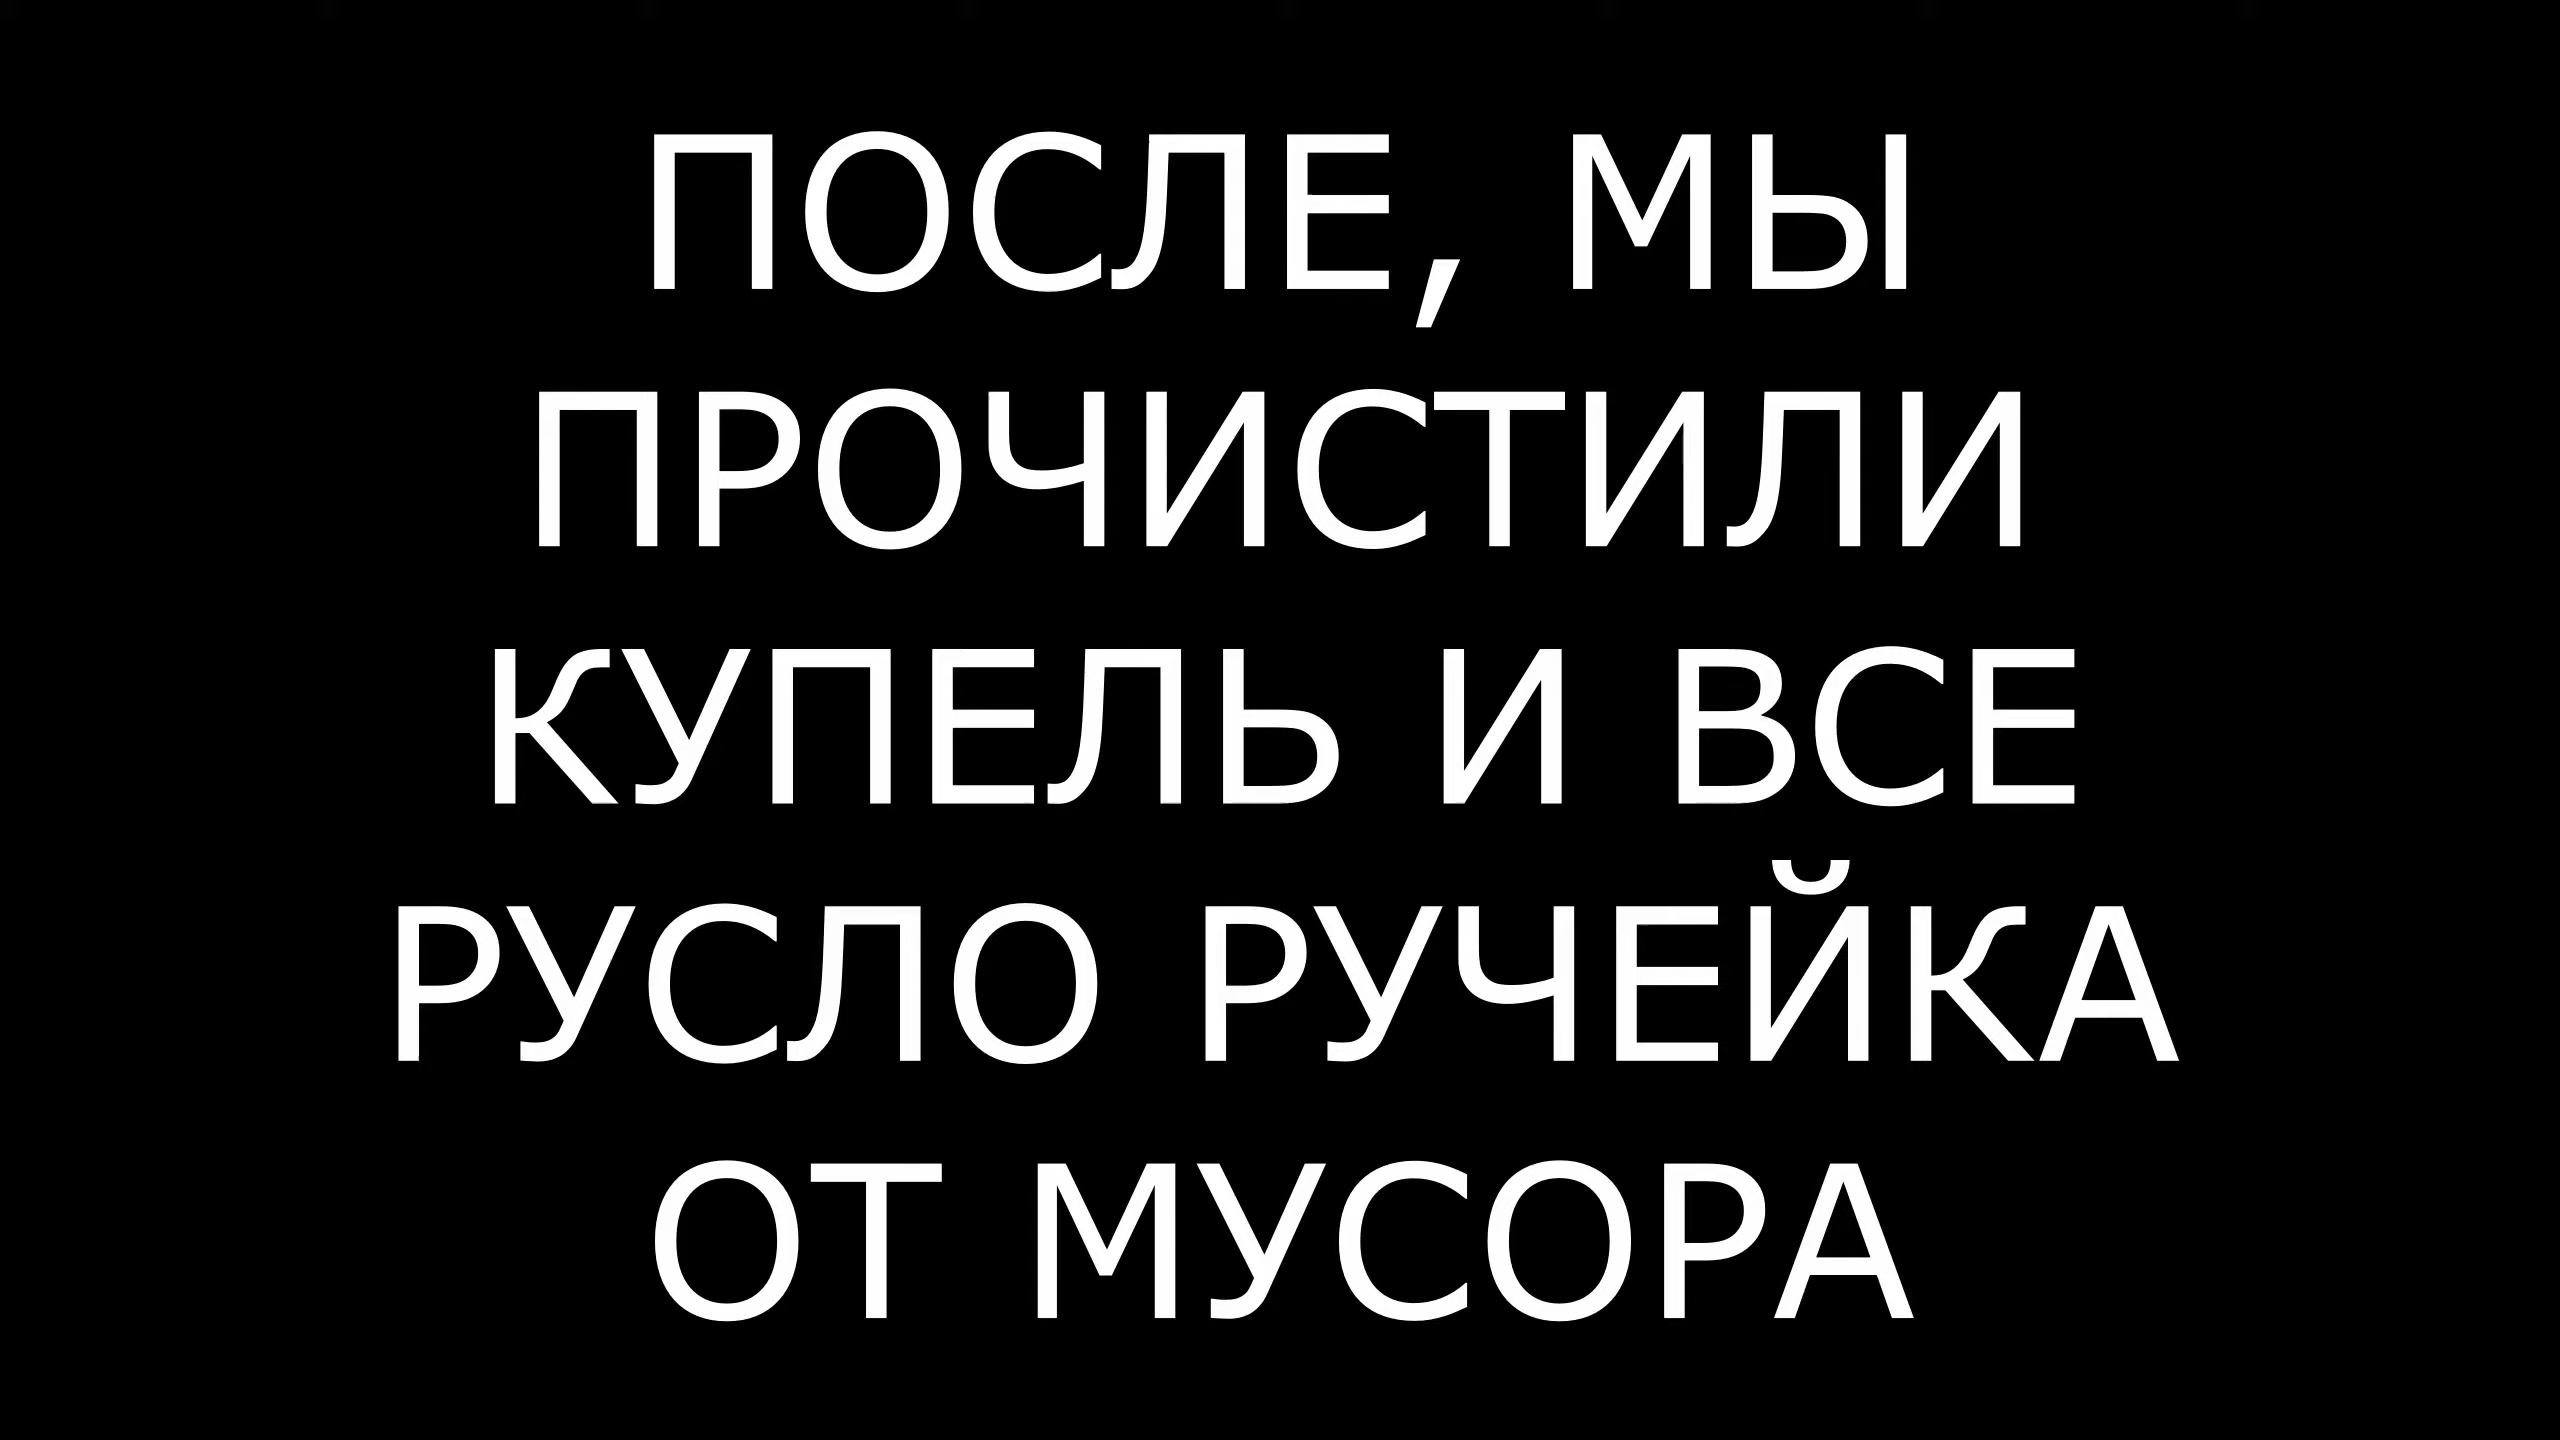 ПОСЛЕ, МЫ
ПРОЧИСТИЛИ
КУПЕЛЬ И ВСЕ
РУСЛО РУЧЕЙКА
ОТ МУСОРА